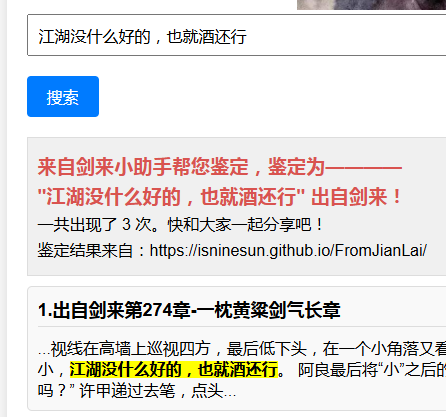 江湖没什么好的，也就酒还行
搜索
来自剑来小助手帮您鉴定，鉴定为————
"江湖没什么好的，也就酒还行" 出自剑来！
一共出现了 3 次。快和大家一起分享吧！
鉴定结果来自：https://isninesun.github.io/FromJianLai/
1.出自剑来第274章-一枕黄粱剑气长章
...视线在高墙上巡视四方，最后低下头，在一个小角落又看
小，江湖没什么好的，也就酒还行。 阿良最后将“小”之后的
吗？” 许甲递过去笔，点头...